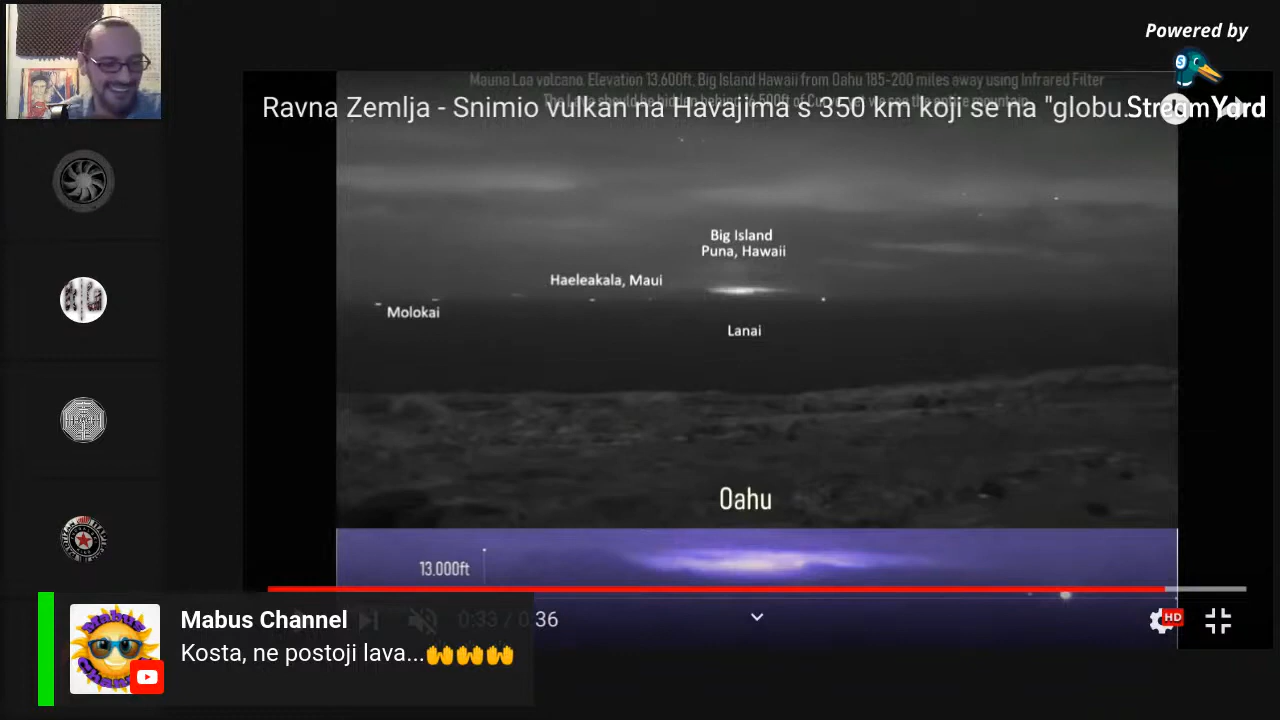 Powered by
StreamYard
Mauna Loa volcano. Elevation 13.600ft. Big Island Hawaii from Oahu 185-200 miles away using Infrared Filter
Ravna Zemlja - Snimio vulkan na Havajima s 350 km koji se na "globu...
Big Island
Puna, Hawaii
Haeleakala, Maui
Molokai
Lanai
Oahu
13.000ft
0:33 / 0:36
HD
Mabus Channel
Kosta, ne postoji lava...🙌🙌🙌